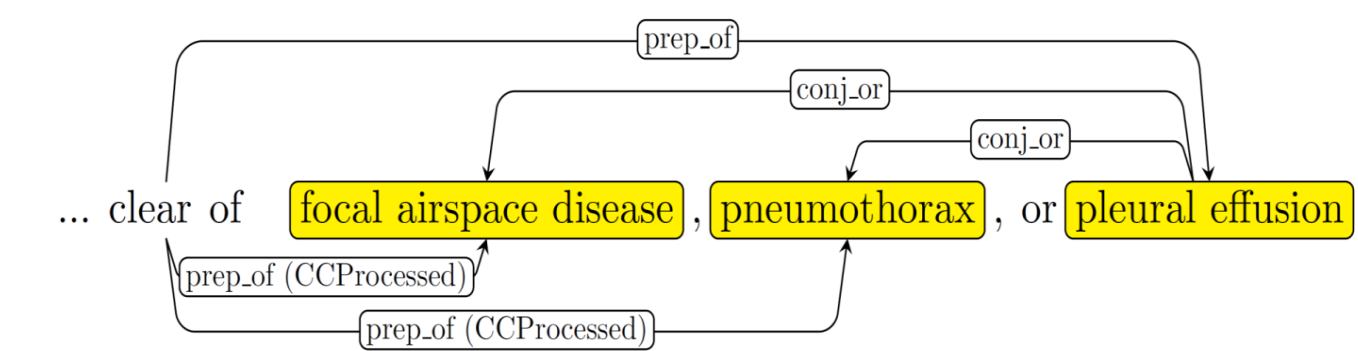 prep_of
conj_or
conj_or
... clear of focal airspace disease , pneumothorax , or pleural effusion
prep_of (CCProcessed)
prep_of (CCProcessed)